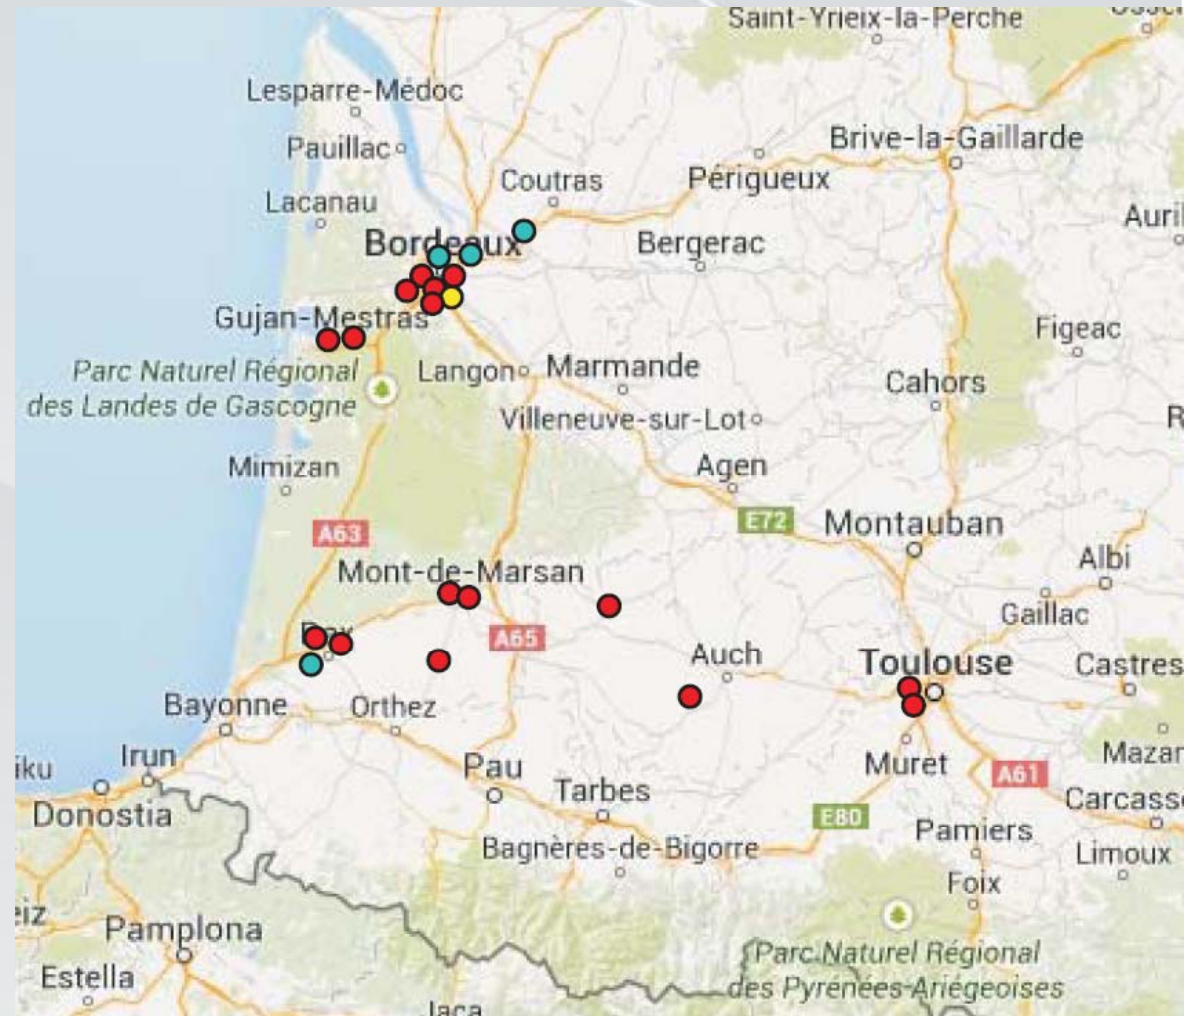 Saint-Yrieix-la-Perche
Lesparre-Médoc
Brive-la-Gaillarde
Pauillac
Coutras
Périgueux
Lacanau
Bordeaux
Bergerac
Gujan-Mestras
Figeac
Parc Naturel Régional
des Landes de Gascogne
Langon
Marmande
Cahors
Villeneuve-sur-Lot
Mimizan
Agen
A63
E72
Montauban
Albi
Mont-de-Marsan
Gaillac
Dax
A65
Auch
Toulouse
Castres
Bayonne
Orthez
Irun
Pau
Muret
A61
Tarbes
Donostia
E80
Pamiers
Bagnères-de-Bigorre
Limoux
Foix
Pamplona
Parc Naturel Régional
des Pyrénées-Ariégeoises
Estella